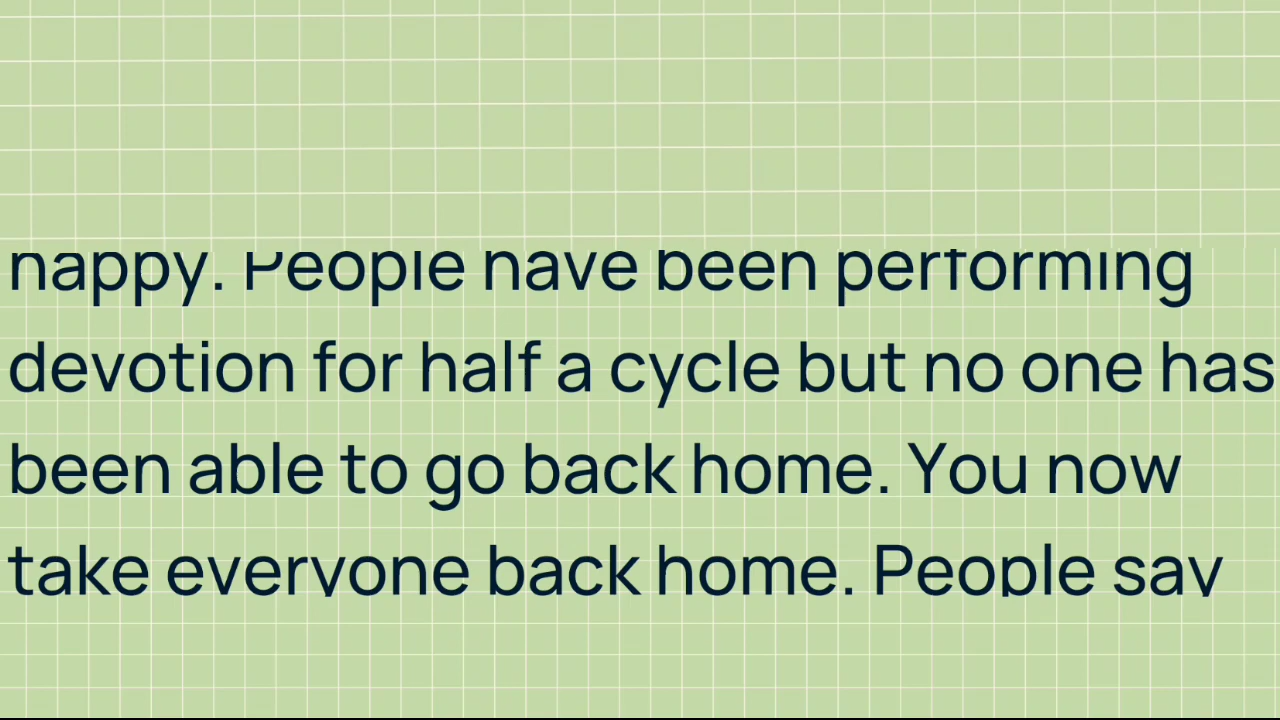 happy. People have been performing
devotion for half a cycle but no one has
been able to go back home. You now
take everyone back home. People say